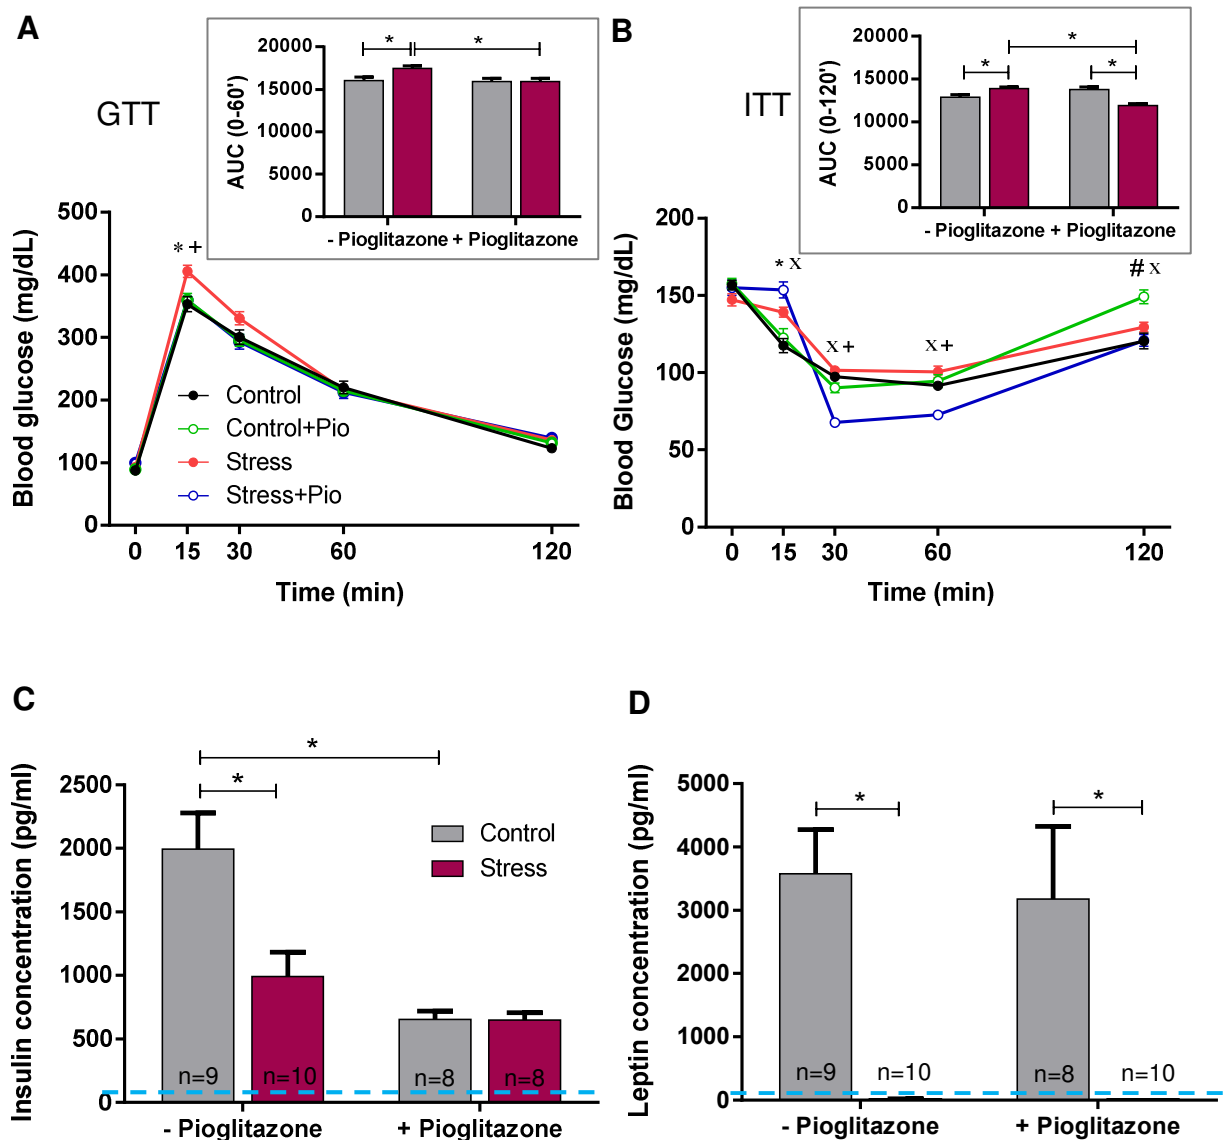 A
GTT
AUC (0-60')
20000
15000
10000
5000
0
*
*
- Pioglitazone + Pioglitazone
Blood glucose (mg/dL)
500
400
300
200
100
0
* +
Control
Control+Pio
Stress
Stress+Pio
0 15 30 60 120
Time (min)
B
ITT
AUC (0-120')
20000
15000
10000
5000
0
*
* *
- Pioglitazone + Pioglitazone
Blood Glucose (mg/dL)
200
150
100
50
0
* x
x +
x +
# x
0 15 30 60 120
Time (min)
C
Insulin concentration (pg/ml)
2500
2000
1500
1000
500
0
*
*
Control
Stress
n=9 n=10 n=8 n=8
- Pioglitazone + Pioglitazone
D
Leptin concentration (pg/ml)
5000
4000
3000
2000
1000
0
* *
n=9 n=10 n=8 n=10
- Pioglitazone + Pioglitazone